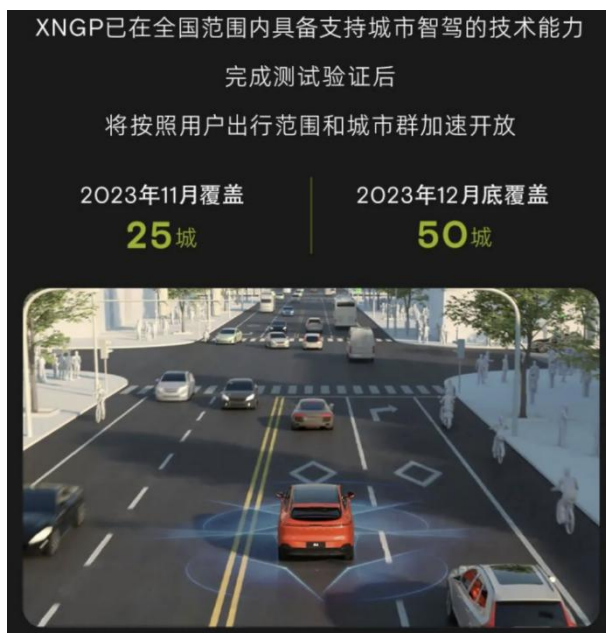 XNGP已在全国范围内具备支持城市智驾的技术能力
完成测试验证后
将按照用户出行范围和城市群加速开放
2023年11月覆盖
25城
2023年12月底覆盖
50城